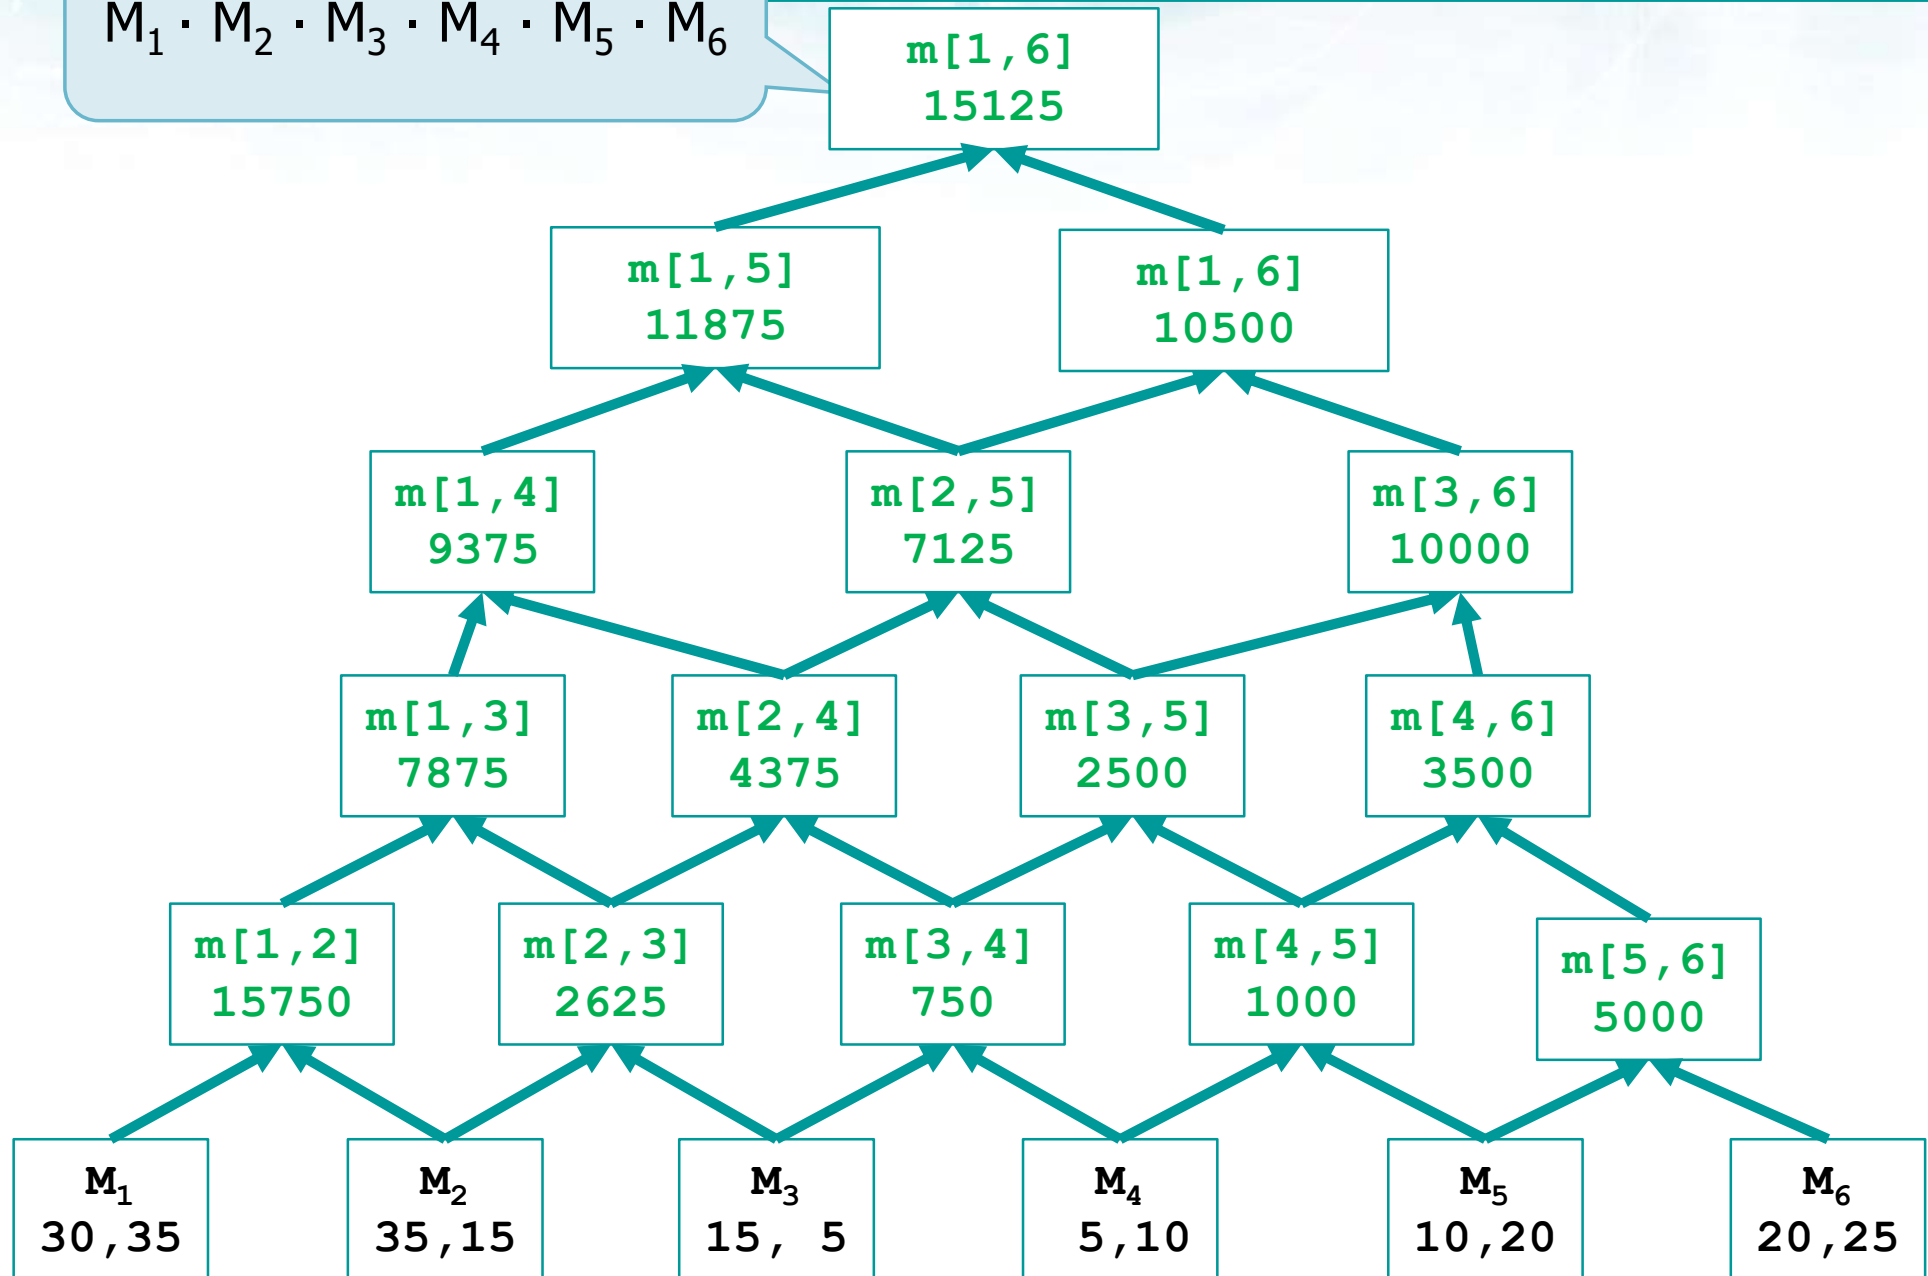 M₁ · M₂ · M₃ · M₄ · M₅ · M₆
m[1,6]
15125
m[1,5]
11875
m[1,6]
10500
m[1,4]
9375
m[2,5]
7125
m[3,6]
10000
m[1,3]
7875
m[2,4]
4375
m[3,5]
2500
m[4,6]
3500
m[1,2]
15750
m[2,3]
2625
m[3,4]
750
m[4,5]
1000
m[5,6]
5000
M₁
30,35
M₂
35,15
M₃
15, 5
M₄
5,10
M₅
10,20
M₆
20,25